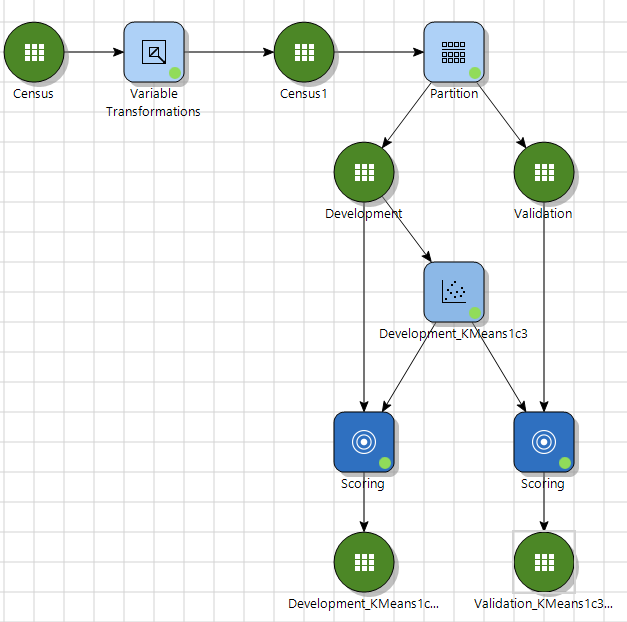 Census
Variable
Transformations
Census1
Partition
Development
Validation
Development_KMeans1c3
Scoring
Scoring
Development_KMeans1c...
Validation_KMeans1c3...